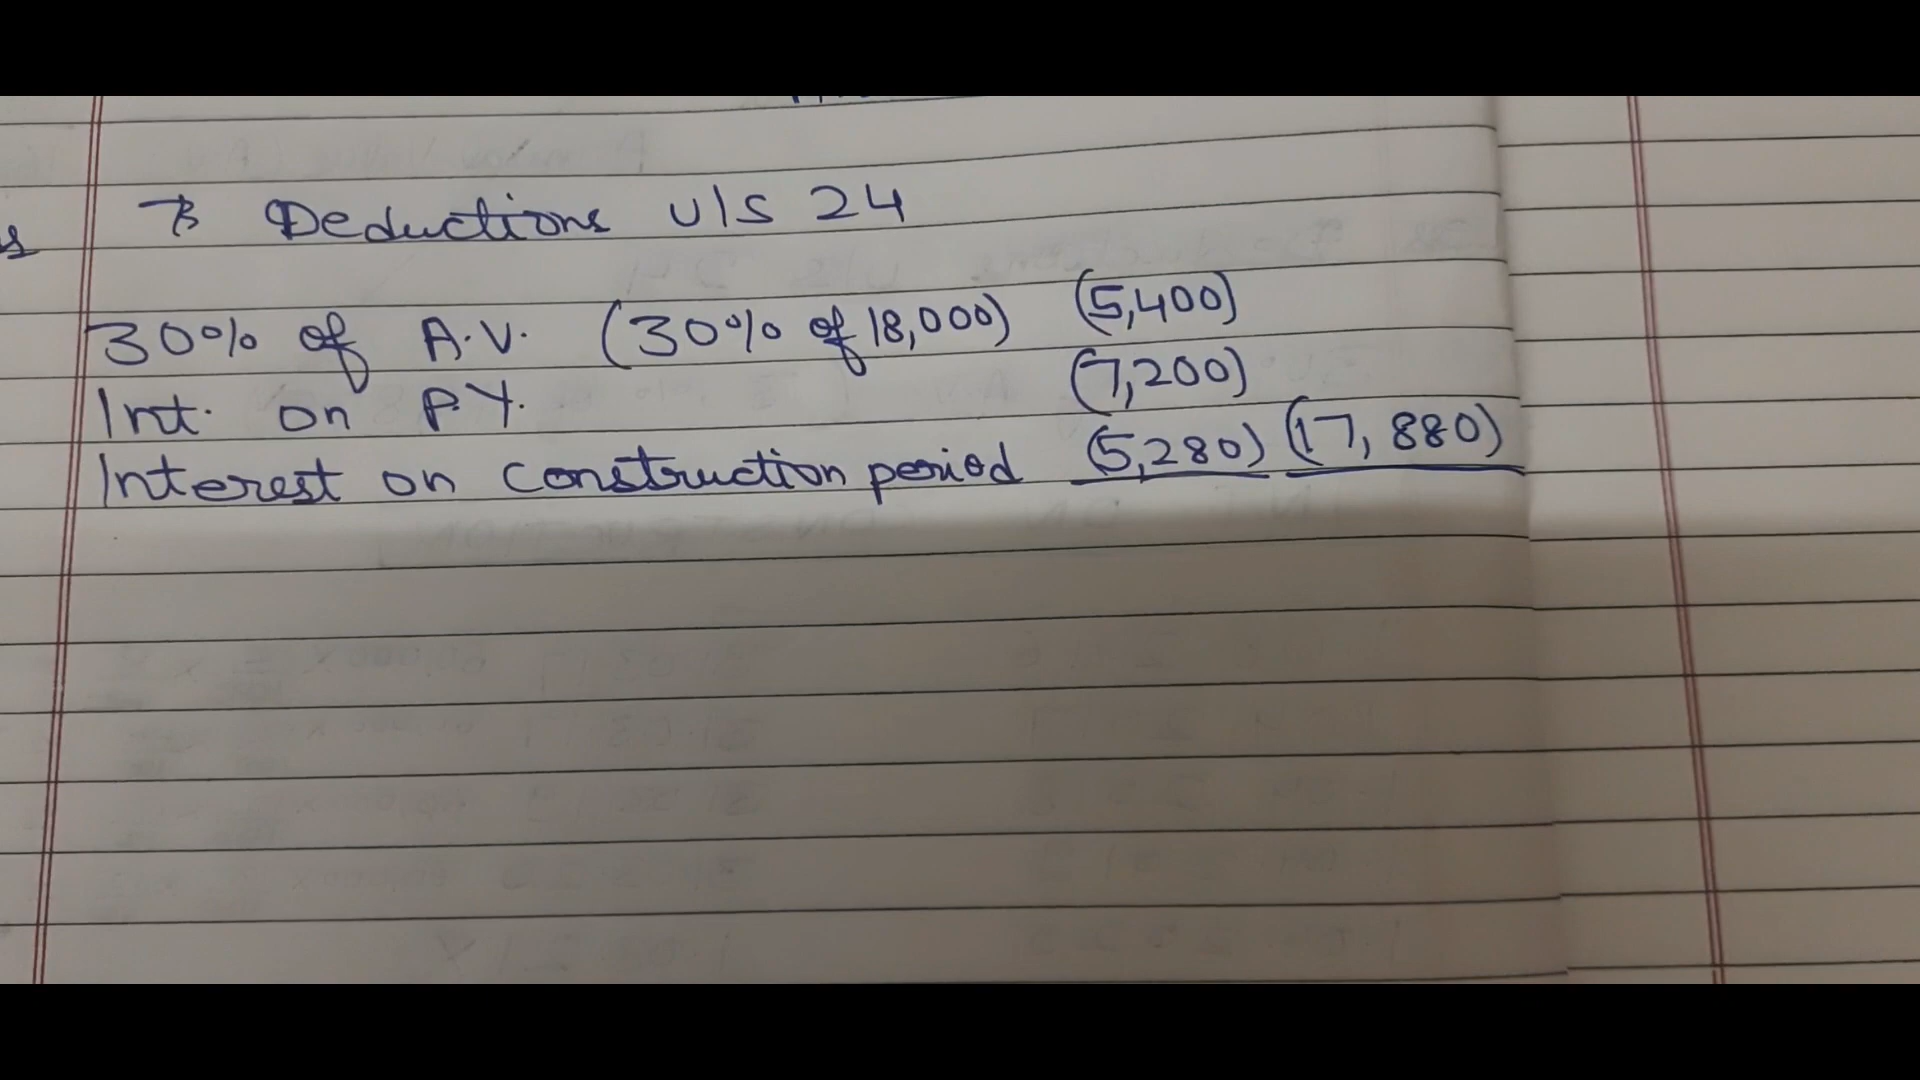 Deductions U/S 24
30% of A.V. (30% of 18,000) (5,400)
Int. on P.Y. (7,200)
Interest on construction period (5,280) (17,880)